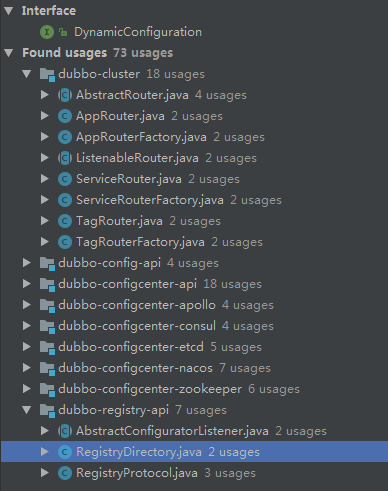 Interface
DynamicConfiguration
Found usages 73 usages
dubbo-cluster 18 usages
AbstractRouter.java 4 usages
AppRouter.java 2 usages
AppRouterFactory.java 2 usages
ListenableRouter.java 2 usages
ServiceRouter.java 2 usages
ServiceRouterFactory.java 2 usages
TagRouter.java 2 usages
TagRouterFactory.java 2 usages
dubbo-config-api 4 usages
dubbo-configcenter-api 18 usages
dubbo-configcenter-apollo 4 usages
dubbo-configcenter-consul 4 usages
dubbo-configcenter-etcd 5 usages
dubbo-configcenter-nacos 7 usages
dubbo-configcenter-zookeeper 6 usages
dubbo-registry-api 7 usages
AbstractConfiguratorListener.java 2 usages
RegistryDirectory.java 2 usages
RegistryProtocol.java 3 usages